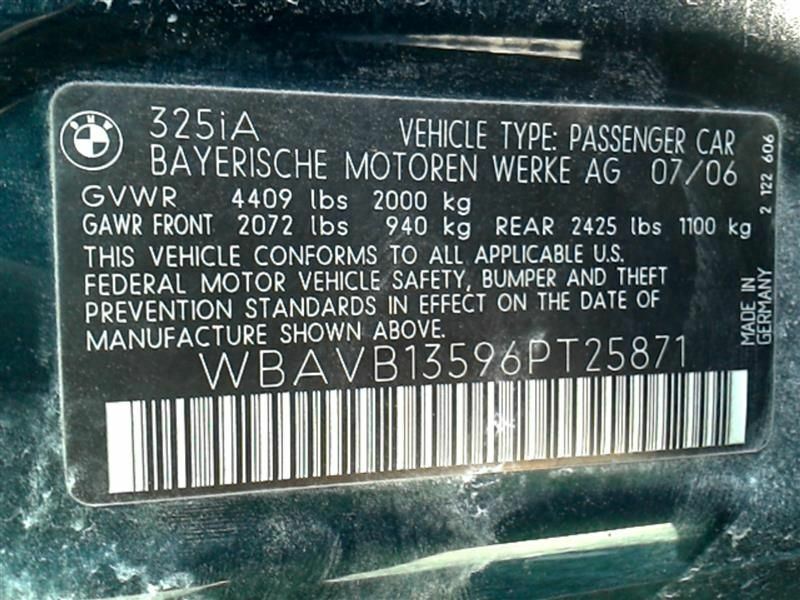 BMW
325iA VEHICLE TYPE: PASSENGER CAR
BAYERISCHE MOTOREN WERKE AG 07/06
GVWR 4409 lbs 2000 kg
GAWR FRONT 2072 lbs 940 kg REAR 2425 lbs 1100 kg
THIS VEHICLE CONFORMS TO ALL APPLICABLE U.S.
FEDERAL MOTOR VEHICLE SAFETY, BUMPER AND THEFT
PREVENTION STANDARDS IN EFFECT ON THE DATE OF
MANUFACTURE SHOWN ABOVE.
WBAVB13596PT25871
2 122 606
MADE IN
GERMANY